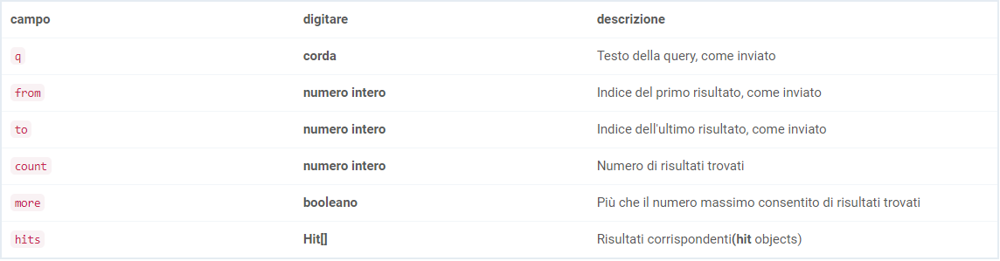 campo digitare descrizione
q corda Testo della query, come inviato
from numero intero Indice del primo risultato, come inviato
to numero intero Indice dell'ultimo risultato, come inviato
count numero intero Numero di risultati trovati
more booleano Più che il numero massimo consentito di risultati trovati
hits Hit[] Risultati corrispondenti(hit objects)